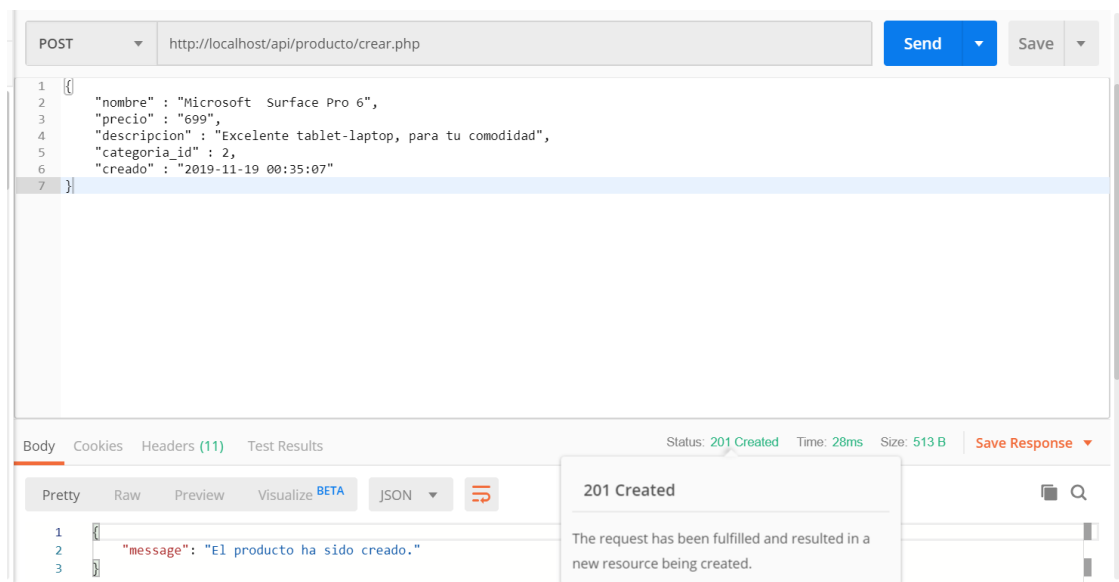 POST http://localhost/api/producto/crear.php Send Save
1 {
2 "nombre" : "Microsoft  Surface Pro 6",
3 "precio" : "699",
4 "descripcion" : "Excelente tablet-laptop, para tu comodidad",
5 "categoria_id" : 2,
6 "creado" : "2019-11-19 00:35:07"
7 }
Body Cookies Headers (11) Test Results Status: 201 Created Time: 28ms Size: 513 B Save Response
Pretty Raw Preview Visualize BETA JSON
201 Created
The request has been fulfilled and resulted in a
new resource being created.
1 {
2 "message": "El producto ha sido creado."
3 }